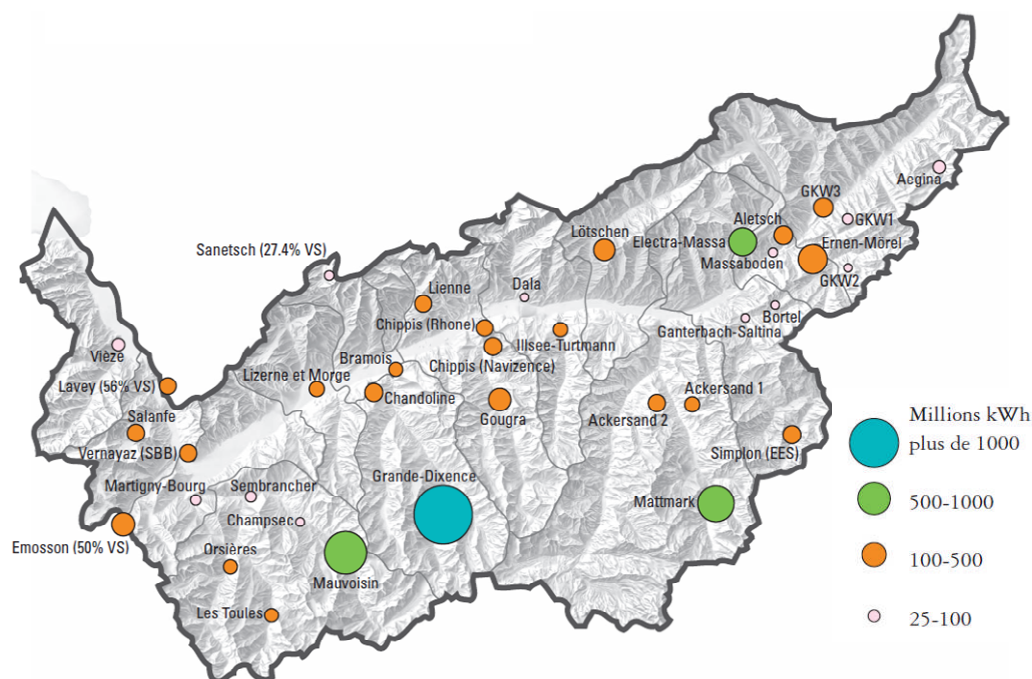 Aegina
GKW3
GKW1
Aletsch
Lötschen
Electra-Massa
Ernen-Mörel
Sanetsch (27.4% VS)
Massaboden
GKW2
Dala
Lienne
Bortel
Chippis (Rhone)
Ganterbach-Saltina
Illsee-Turtmann
Vièze
Bramois
Chippis (Navizence)
Lizerne et Morge
Lavey (56% VS)
Chandoline
Ackersand 1
Salanfe
Gougra
Ackersand 2
Millions kWh
plus de 1000
Vernayaz (SBB)
Simplon (EES)
Martigny-Bourg
Sembrancher
Grande-Dixence
Mattmark
500-1000
Champsec
Emosson (50% VS)
Orsières
100-500
Mauvoisin
Les Toules
25-100